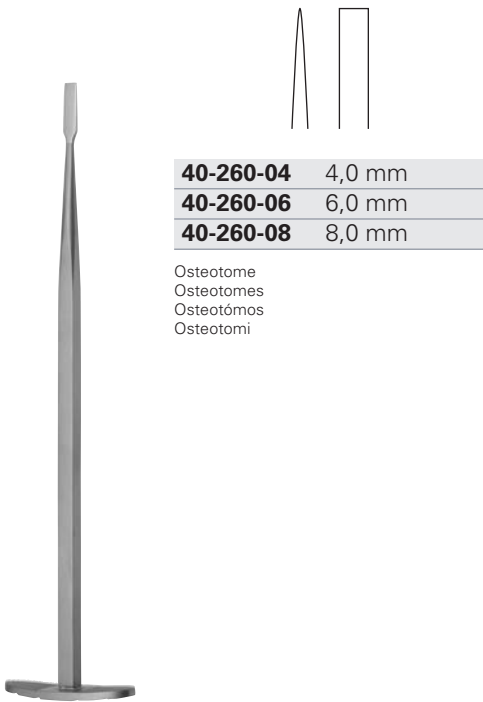 40-260-04 4,0 mm
40-260-06 6,0 mm
40-260-08 8,0 mm
Osteotome
Osteotomes
Osteotómos
Osteotomi